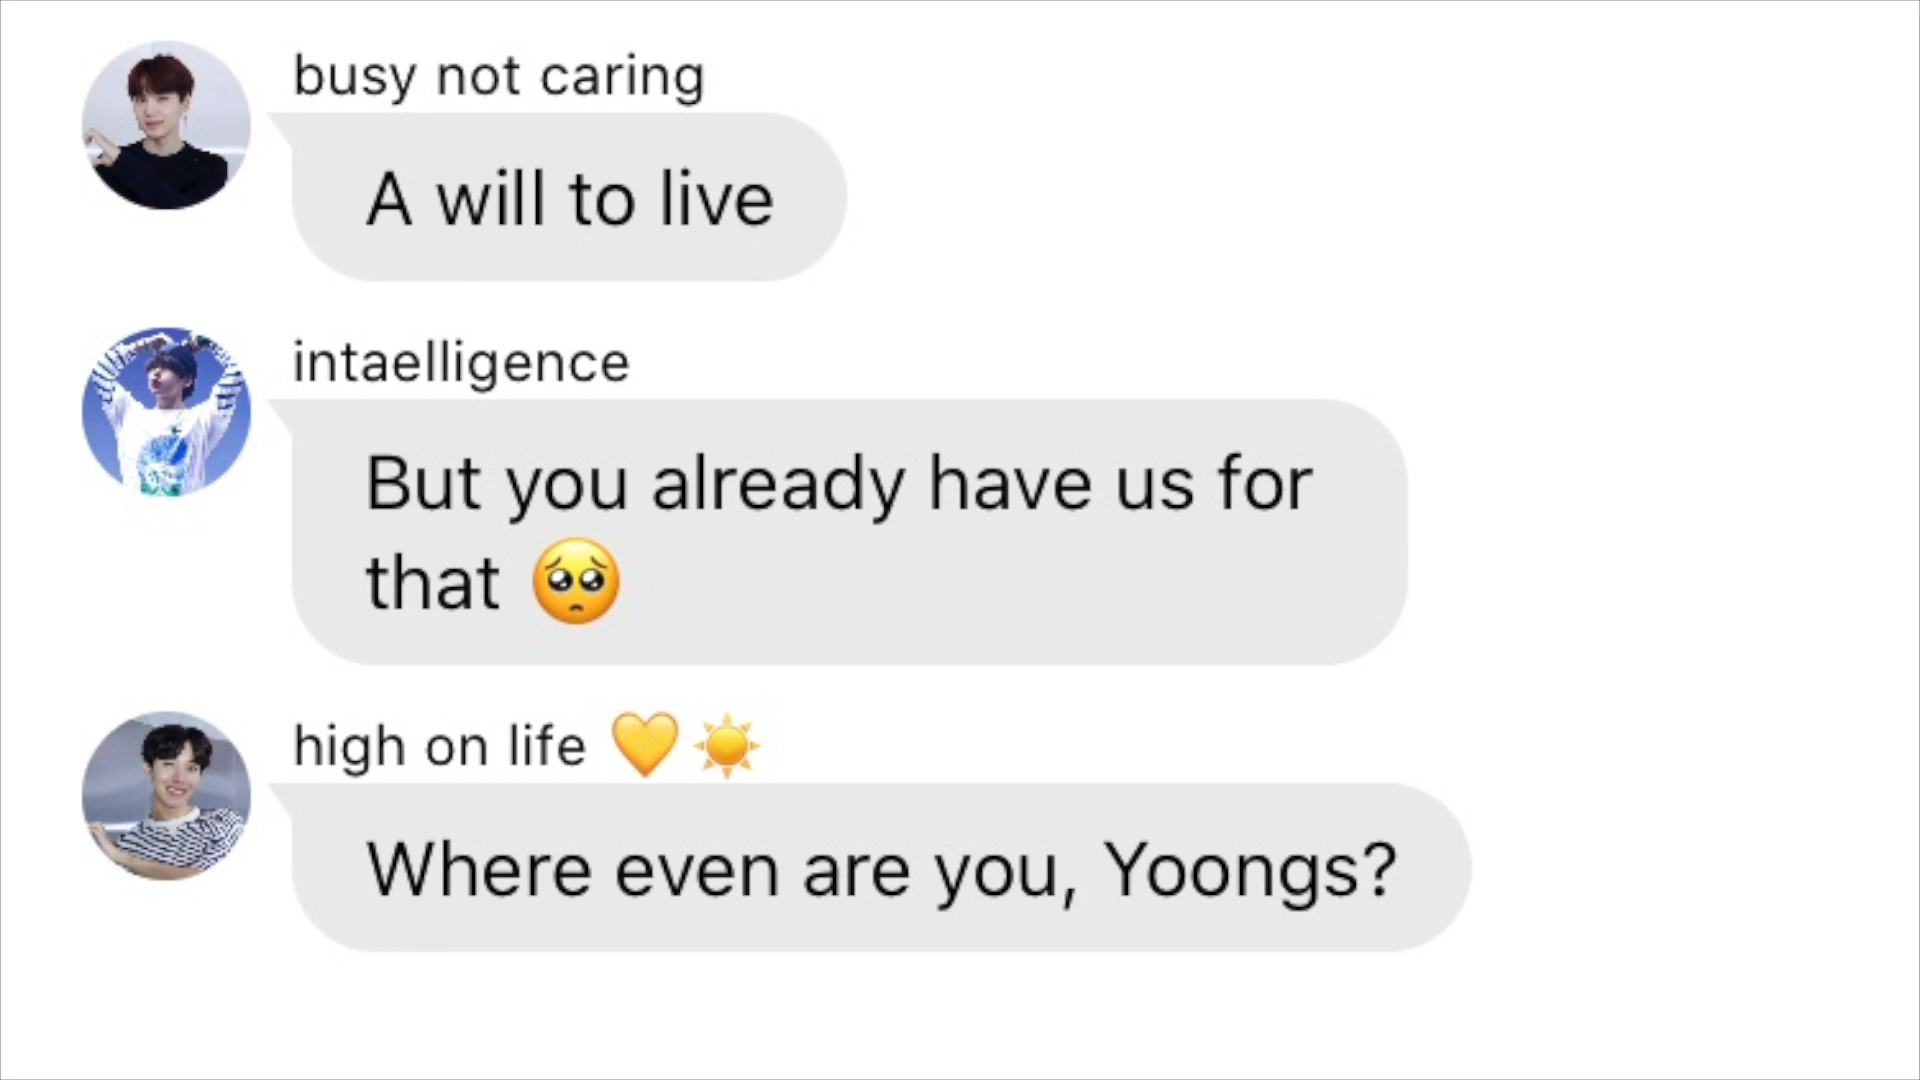 busy not caring
A will to live
intaelligence
But you already have us for
that 🥺
high on life 💛☀️
Where even are you, Yoongs?